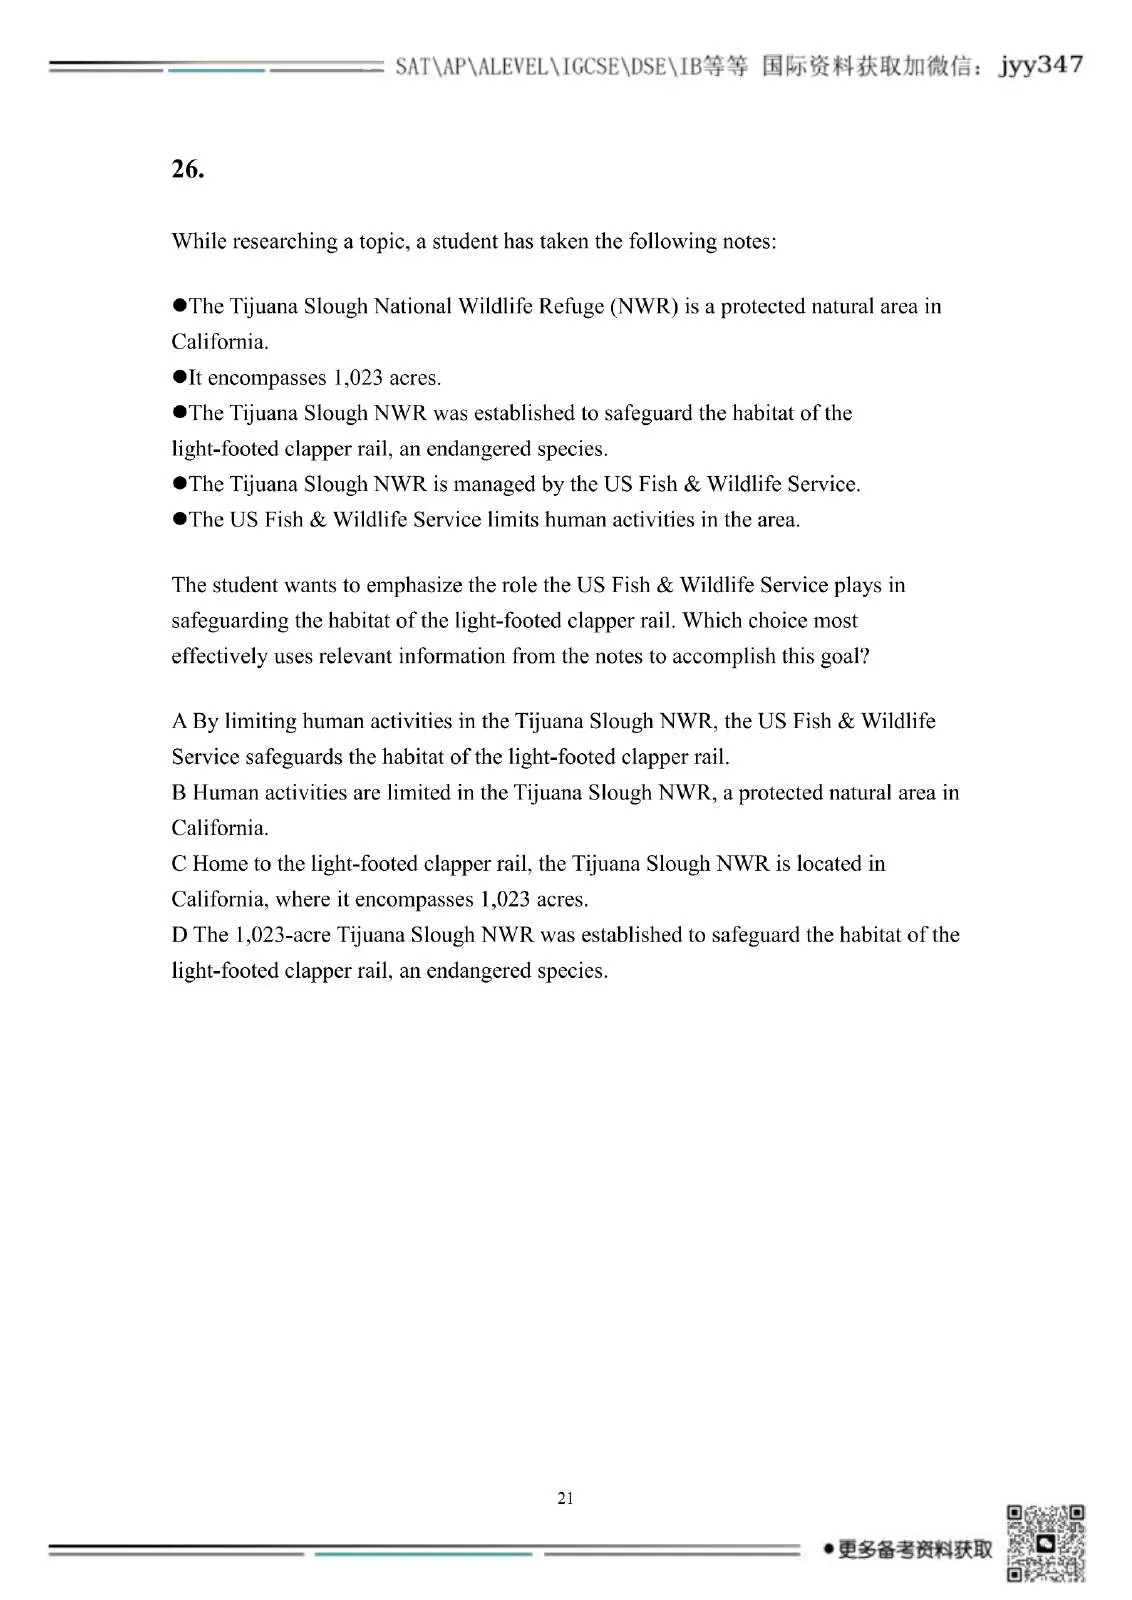 SAT\AP\ALEVEL\IGCSE\DSE\IB等等 国际资料获取加微信：jyy347
26.
While researching a topic, a student has taken the following notes:
●The Tijuana Slough National Wildlife Refuge (NWR) is a protected natural area in
California.
●It encompasses 1,023 acres.
●The Tijuana Slough NWR was established to safeguard the habitat of the
light-footed clapper rail, an endangered species.
●The Tijuana Slough NWR is managed by the US Fish & Wildlife Service.
●The US Fish & Wildlife Service limits human activities in the area.
The student wants to emphasize the role the US Fish & Wildlife Service plays in
safeguarding the habitat of the light-footed clapper rail. Which choice most
effectively uses relevant information from the notes to accomplish this goal?
A By limiting human activities in the Tijuana Slough NWR, the US Fish & Wildlife
Service safeguards the habitat of the light-footed clapper rail.
B Human activities are limited in the Tijuana Slough NWR, a protected natural area in
California.
C Home to the light-footed clapper rail, the Tijuana Slough NWR is located in
California, where it encompasses 1,023 acres.
D The 1,023-acre Tijuana Slough NWR was established to safeguard the habitat of the
light-footed clapper rail, an endangered species.
21
●更多备考资料获取